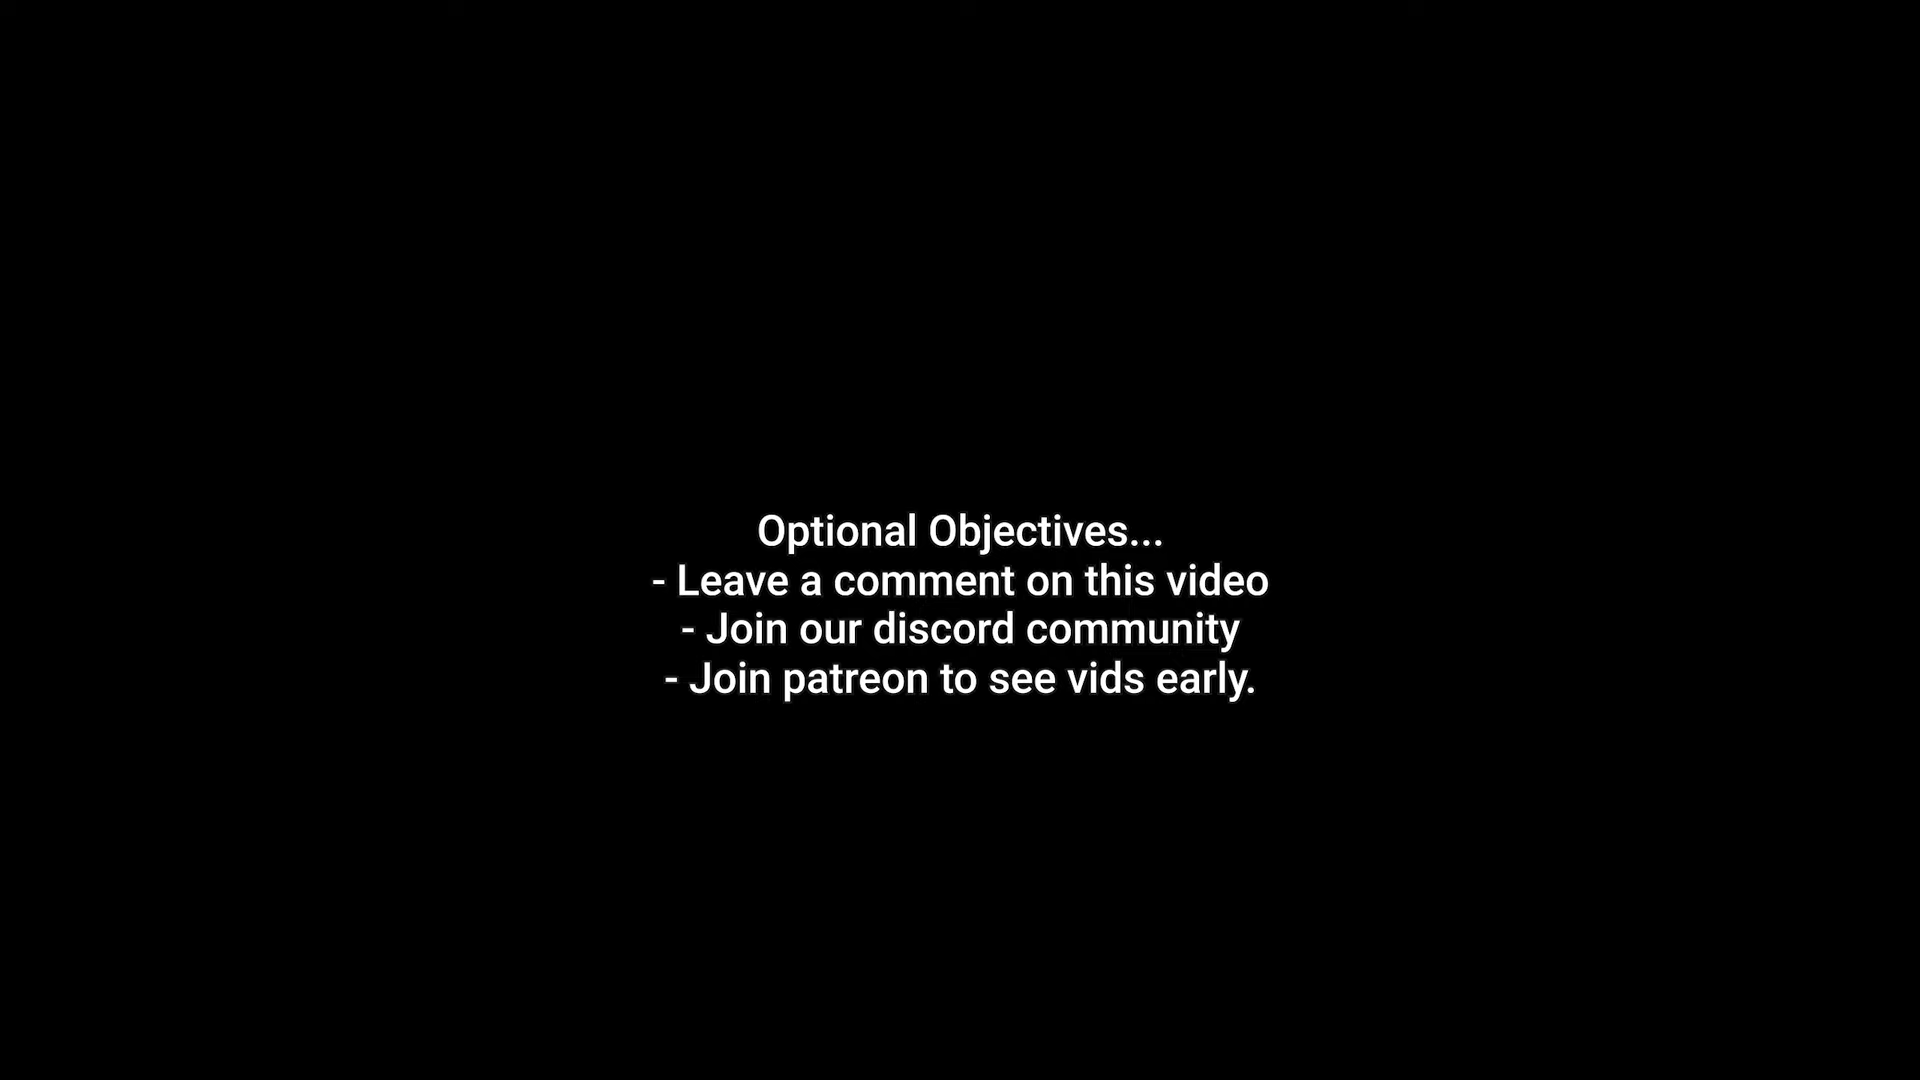 Optional Objectives...
- Leave a comment on this video
- Join our discord community
- Join patreon to see vids early.